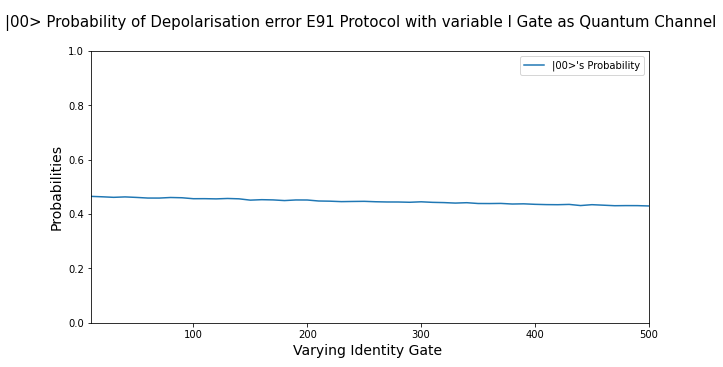 |00> Probability of Depolarisation error E91 Protocol with variable I Gate as Quantum Channel
1.0
|00>'s Probability
0.8
0.6
Probabilities
0.4
0.2
0.0
100
200
300
400
500
Varying Identity Gate